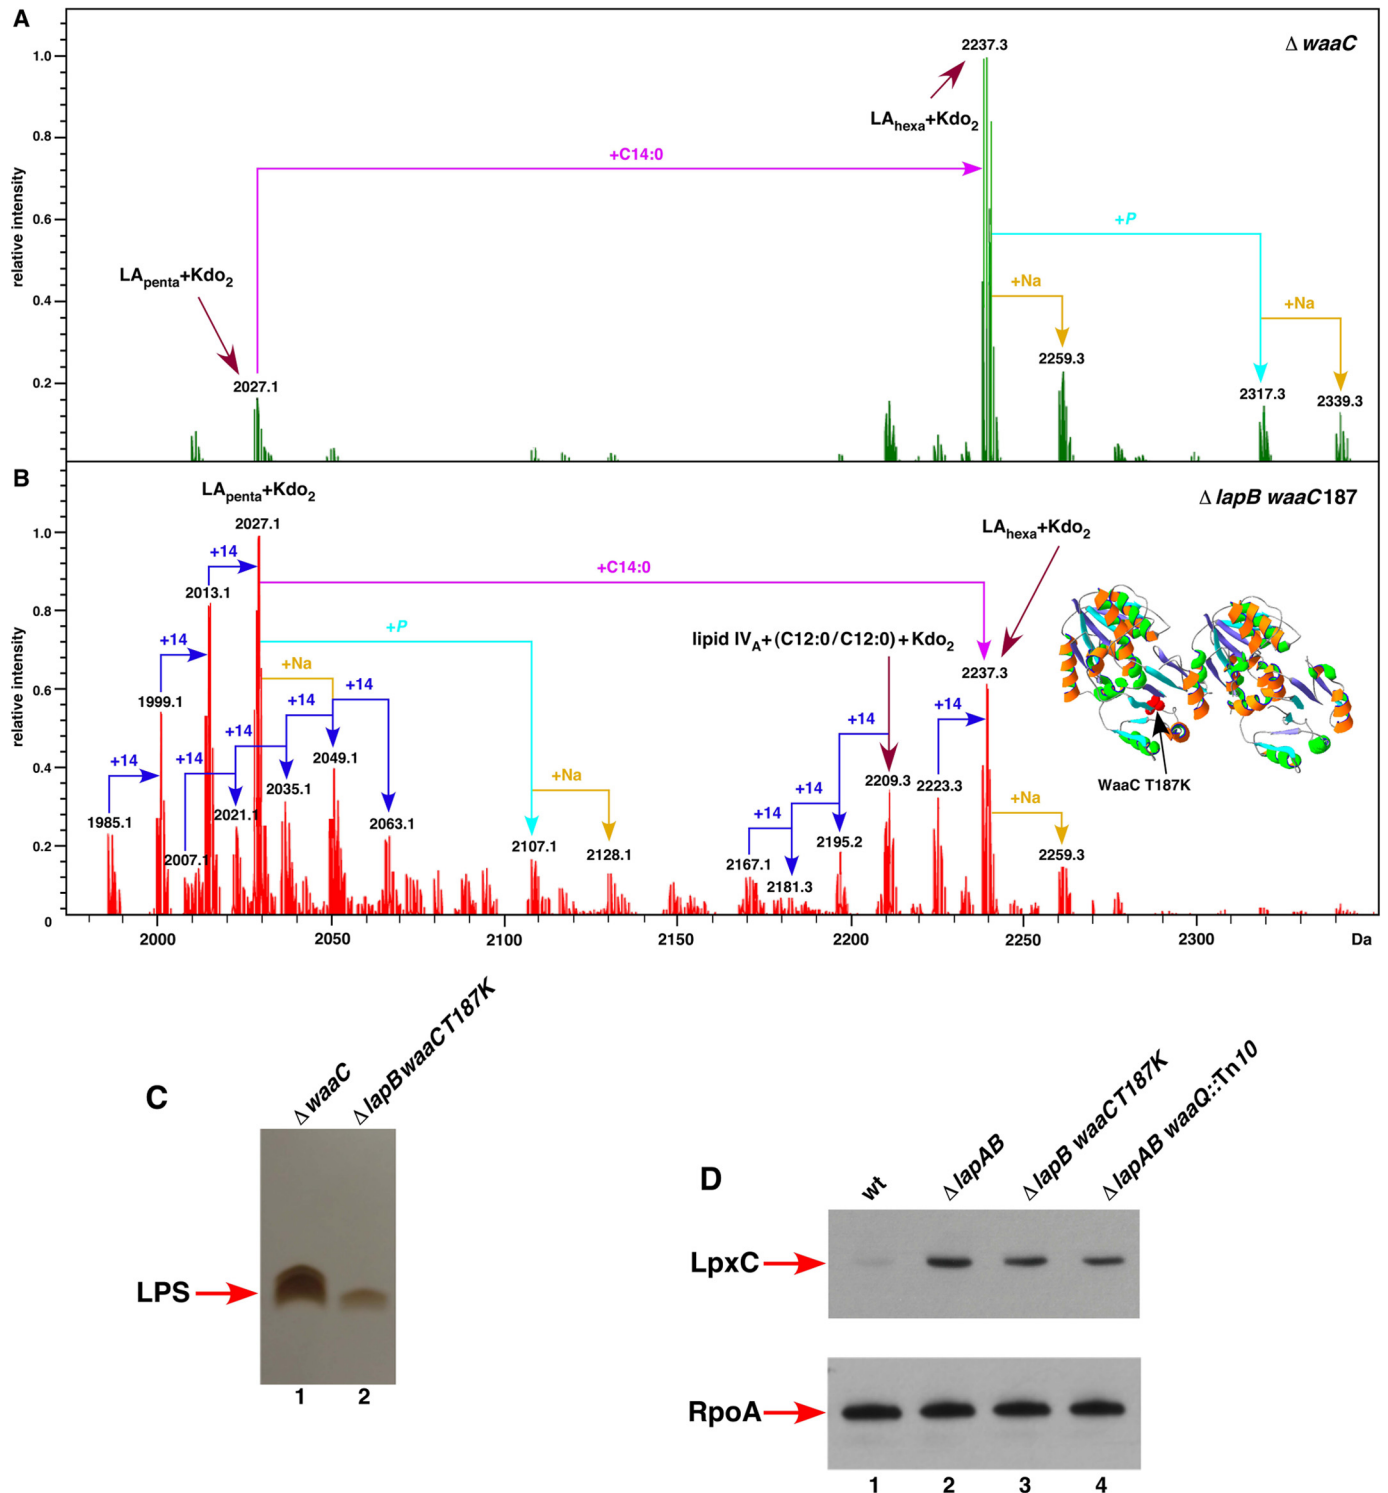 A
Δ waaC
2237.3
1.0
LAhexa+Kdo2
0.8
+C14:0
relative intensity
0.6
+P
LApenta+Kdo2
+Na
+Na
0.4
2259.3
2027.1
2317.3
2339.3
0.2
B
Δ lapB waaC187
LApenta+Kdo2
2027.1
LAhexa+Kdo2
1.0
+14
+C14:0
2013.1
0.8
+P
lipid IVA+(C12:0/C12:0)+Kdo2
+14
+Na
2237.3
relative intensity
0.6
1999.1
+14
+14
+14
+14
+14
2049.1
0.4
+14
2035.1
2209.3
2223.3
WaaC T187K
+Na
+Na
1985.1
2021.1
2063.1
+14
+14
2195.2
0.2
2007.1
2107.1
2128.1
2167.1
2181.3
2259.3
0
2000
2050
2100
2150
2200
2250
2300
Da
C
ΔwaaC
ΔlapBwaaCT187K
LPS
1
2
D
wt
ΔlapAB
ΔlapB waaCT187K
ΔlapAB waaQ::Tn10
LpxC
RpoA
1
2
3
4